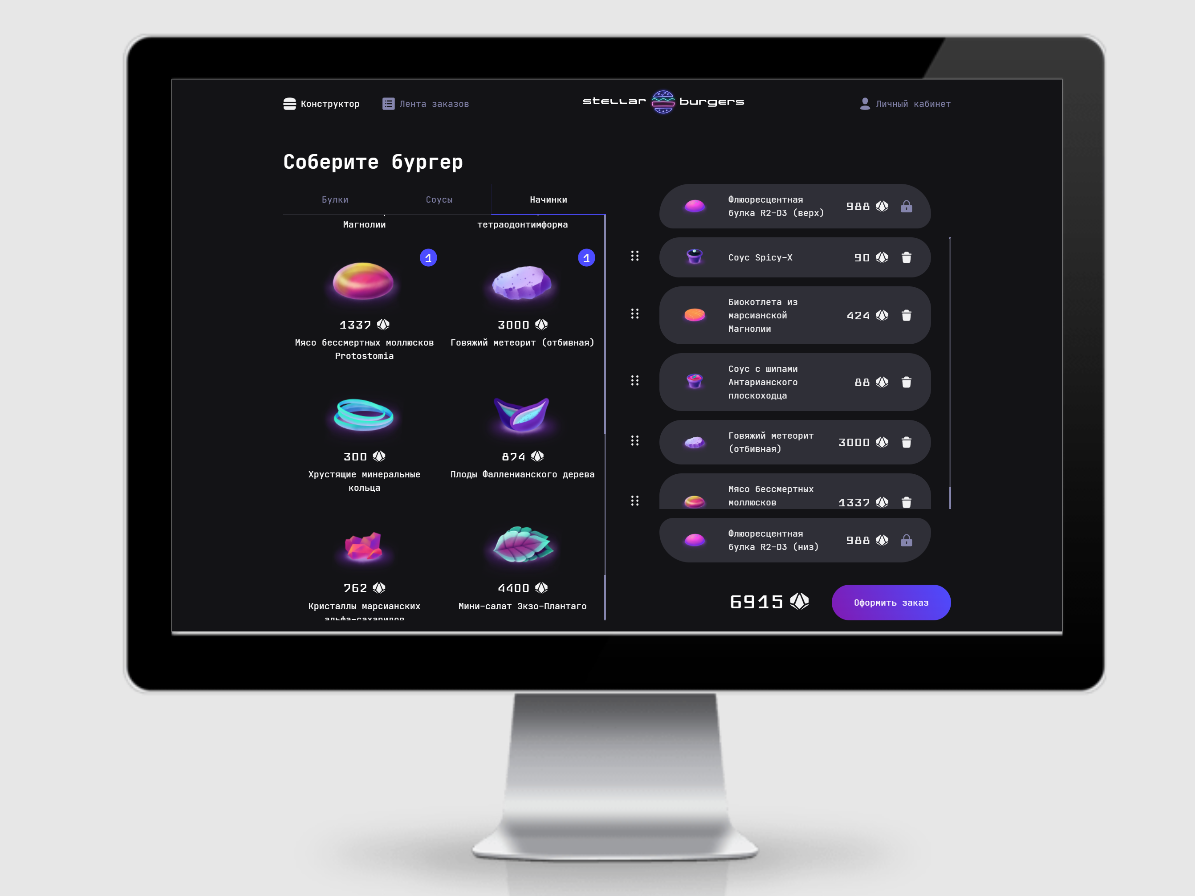 Конструктор
Лента заказов
stellar burgers
Личный кабинет
Соберите бургер
Булки
Соусы
Начинки
Магнолии
тетраодонтимформа
1
1
1337
3000
Мясо бессмертных моллюсков
Protostomia
Говяжий метеорит (отбивная)
300
874
Хрустящие минеральные
кольца
Плоды Фалленианского дерева
762
4400
Кристаллы марсианских
альфа-сахаридов
Мини-салат Экзо-Плантаго
Флюоресцентная
булка R2-D3 (верх)
988
Соус Spicy-X
90
Биокотлета из
марсианской
Магнолии
424
Соус с шипами
Антарианского
плоскоходца
88
Говяжий метеорит
(отбивная)
3000
Мясо бессмертных
моллюсков
1337
Флюоресцентная
булка R2-D3 (низ)
988
6915
Оформить заказ